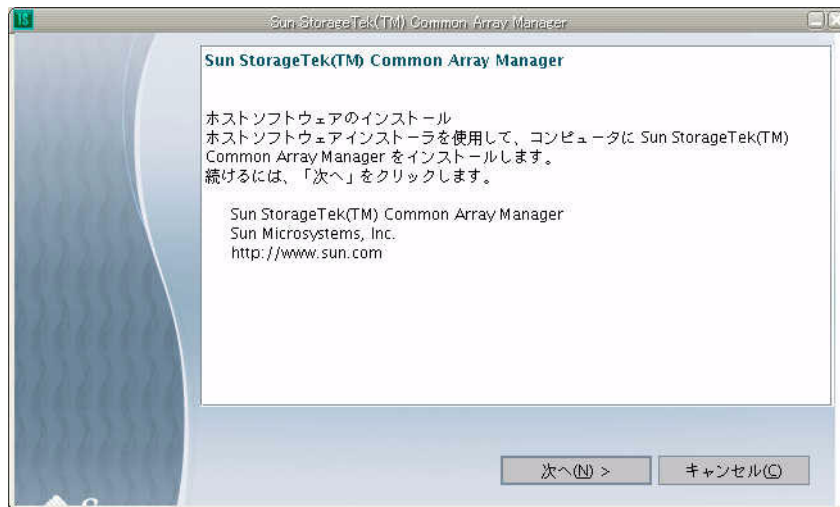 Sun StorageTek(TM) Common Array Manager
Sun StorageTek(TM) Common Array Manager
ホストソフトウェアのインストール
ホストソフトウェアインストーラを使用して、コンピュータに Sun StorageTek(TM)
Common Array Manager をインストールします。
続けるには、「次へ」をクリックします。
Sun StorageTek(TM) Common Array Manager
Sun Microsystems, Inc.
http://www.sun.com
次へ(N) >
キャンセル(C)